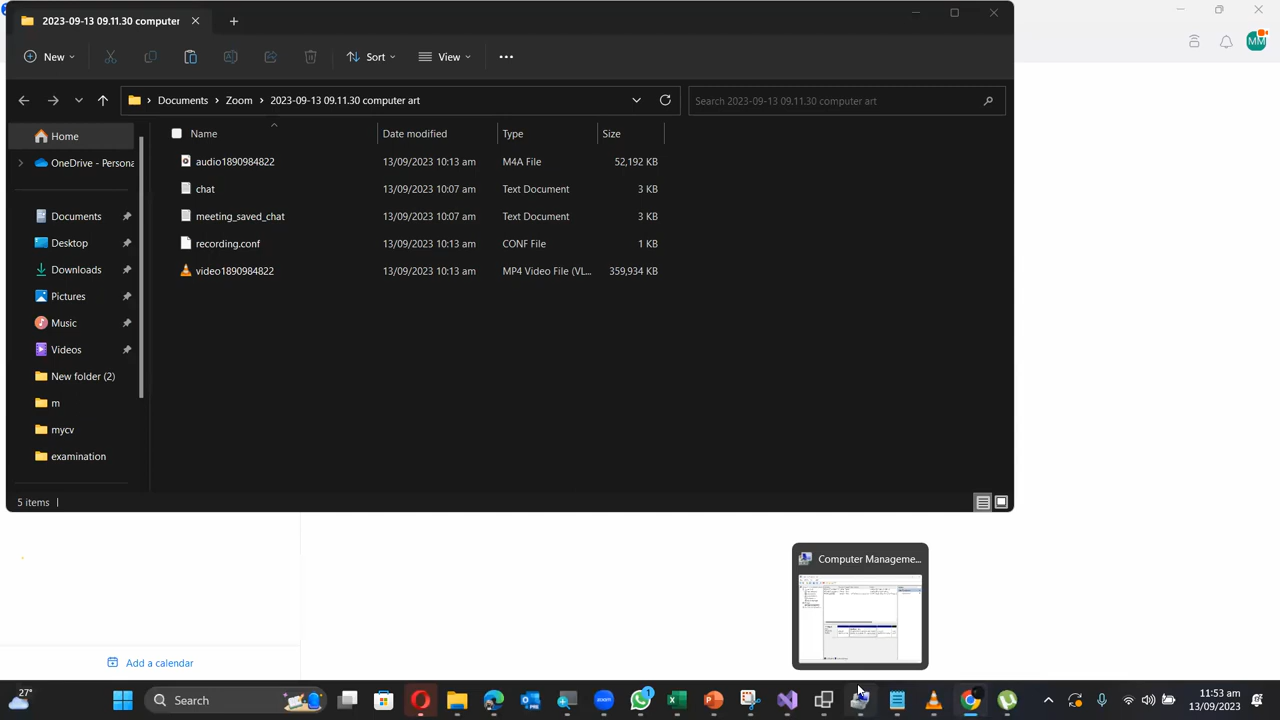 2023-09-13 09.11.30 computer
New
Sort
View
Documents Zoom 2023-09-13 09.11.30 computer art
Search 2023-09-13 09.11.30 computer art
MM
Home
OneDrive - Persona
Documents
Desktop
Downloads
Pictures
Music
Videos
New folder (2)
m
mycv
examination
Name Date modified Type Size
audio1890984822 13/09/2023 10:13 am M4A File 52,192 KB
chat 13/09/2023 10:07 am Text Document 3 KB
meeting_saved_chat 13/09/2023 10:07 am Text Document 3 KB
recording.conf 13/09/2023 10:13 am CONF File 1 KB
video1890984822 13/09/2023 10:13 am MP4 Video File (VL... 359,934 KB
5 items
Computer Manageme...
Add a calendar
27°
Search
zoom
1
11:53 am
13/09/2023